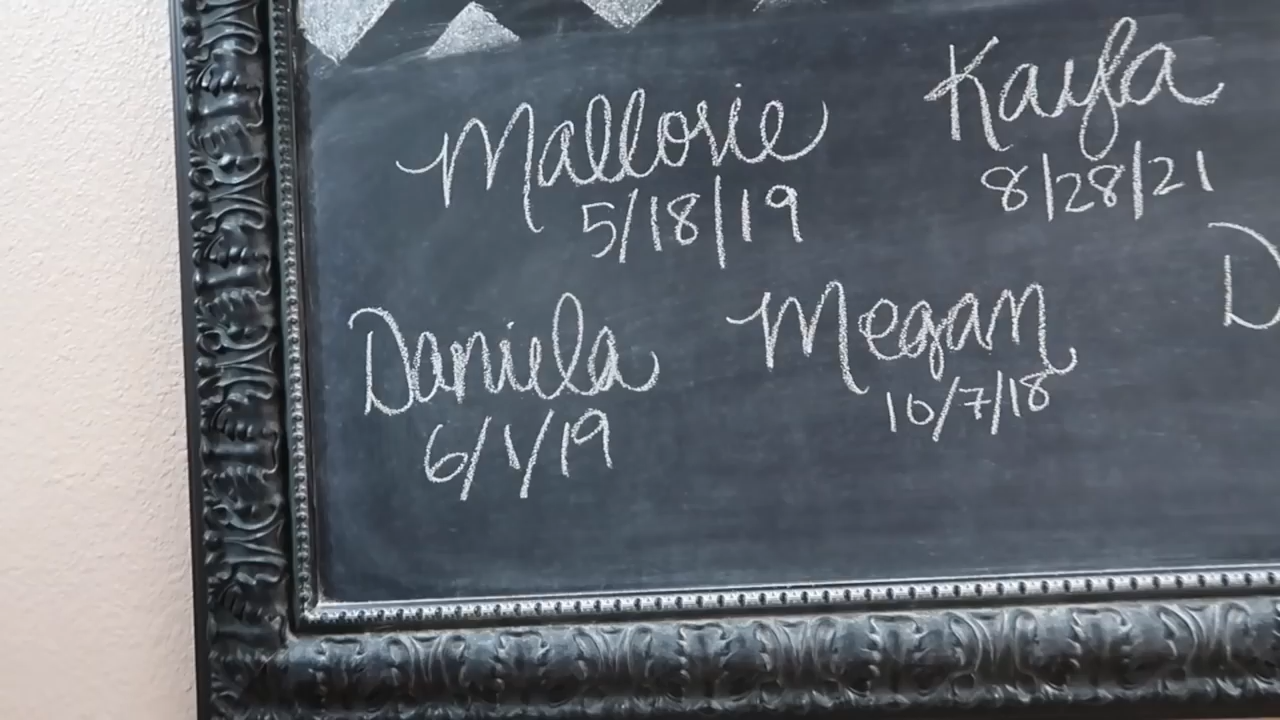 Mallorie
5/18/19
Kayla
8/28/21
Daniela
6/1/19
Megan
10/7/18
D